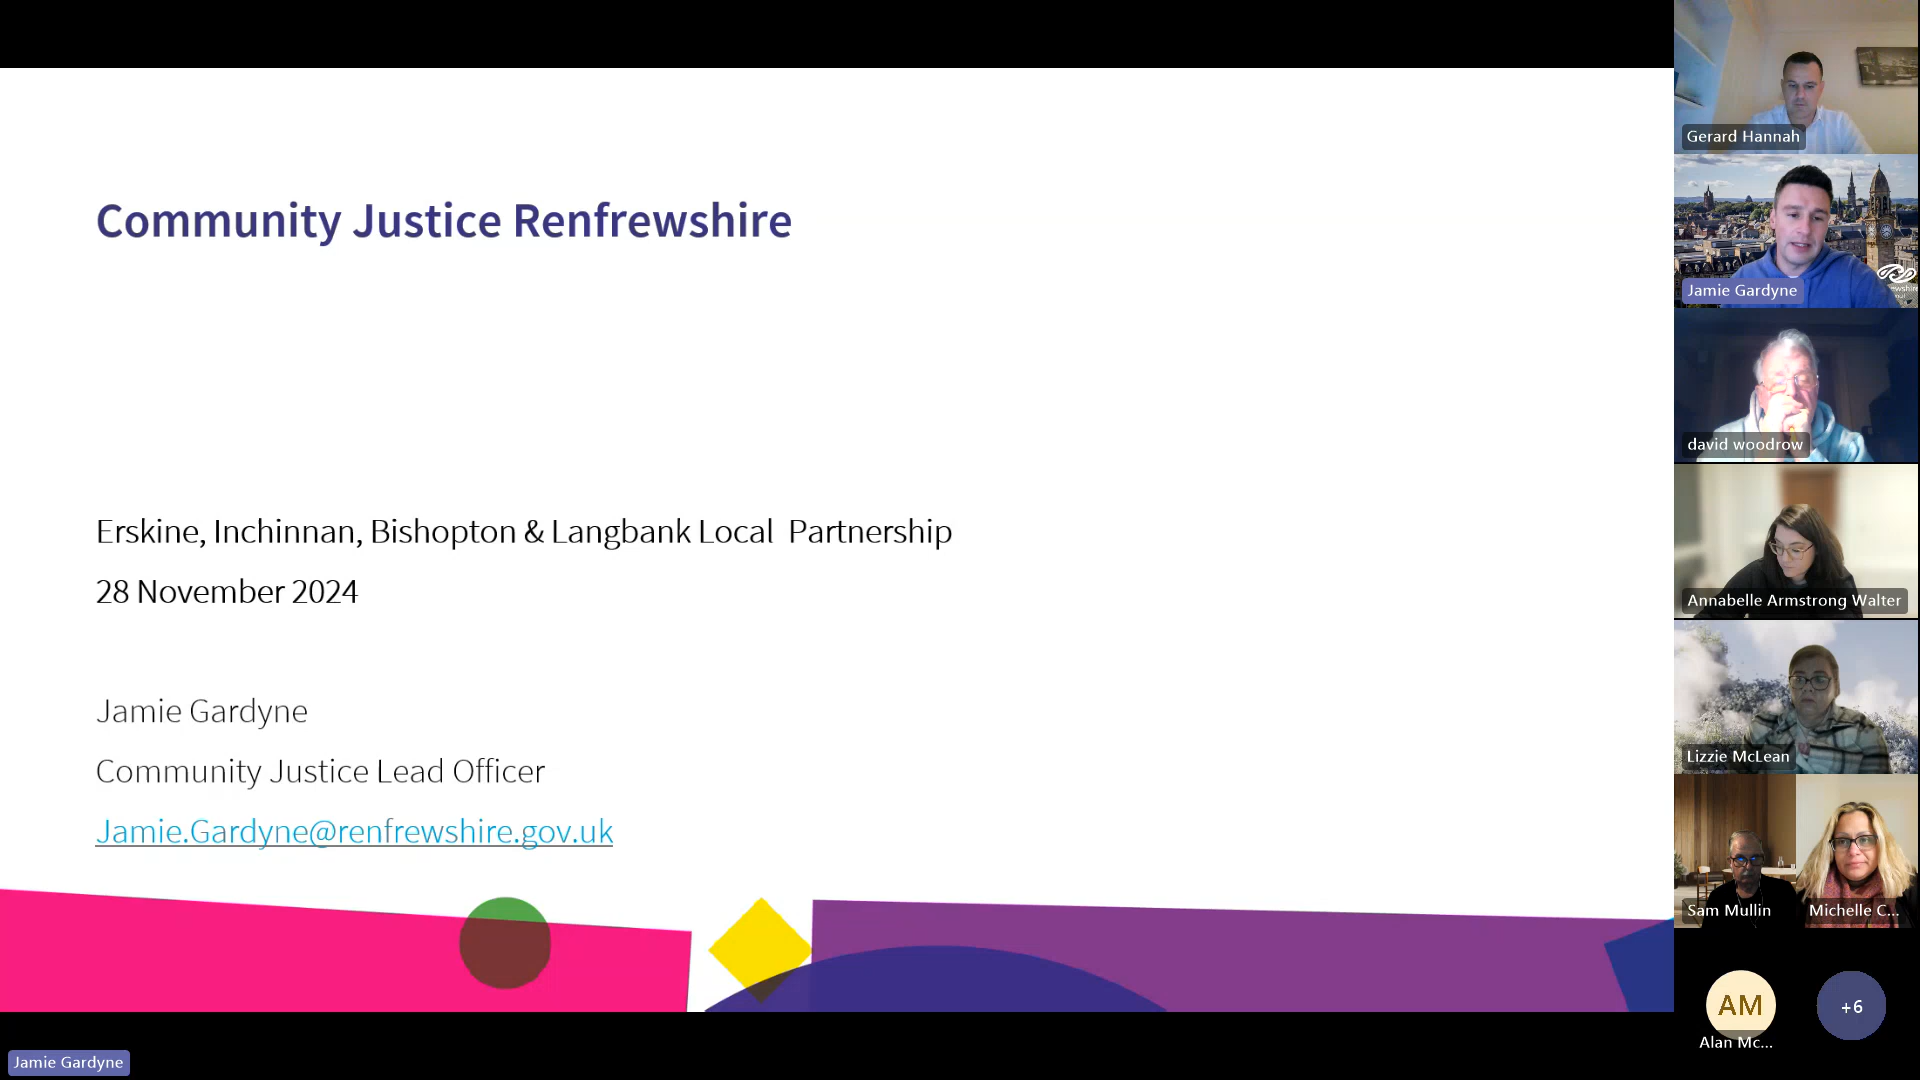 Community Justice Renfrewshire
Erskine, Inchinnan, Bishopton & Langbank Local  Partnership
28 November 2024
Jamie Gardyne
Community Justice Lead Officer
Jamie.Gardyne@renfrewshire.gov.uk
Jamie Gardyne
Gerard Hannah
Jamie Gardyne
david woodrow
Annabelle Armstrong Walter
Lizzie McLean
Sam Mullin
Michelle C...
AM
Alan Mc...
+6